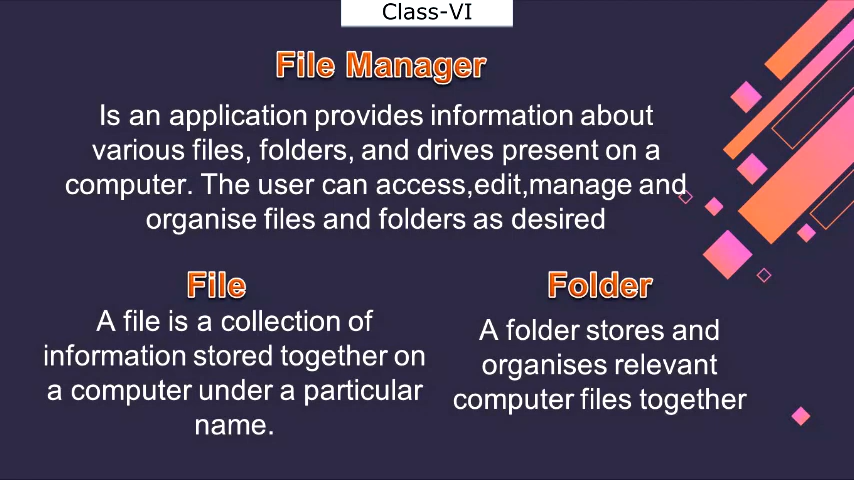 Class-VI
File Manager
Is an application provides information about
various files, folders, and drives present on a
computer. The user can access,edit,manage and
organise files and folders as desired
File
A file is a collection of
information stored together on
a computer under a particular
name.
Folder
A folder stores and
organises relevant
computer files together